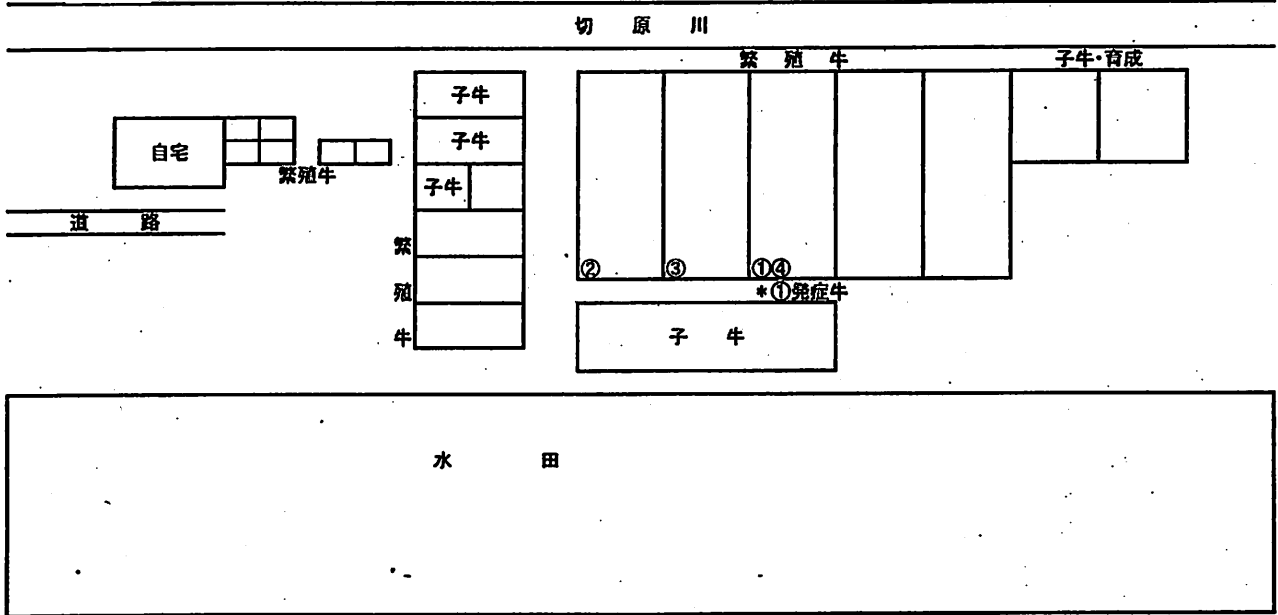 切原川
繁殖牛 子牛・育成
子牛
子牛
子牛
自宅
繁殖牛
道路
繁殖牛
② ③ ①④
*①発症牛
子牛
水田